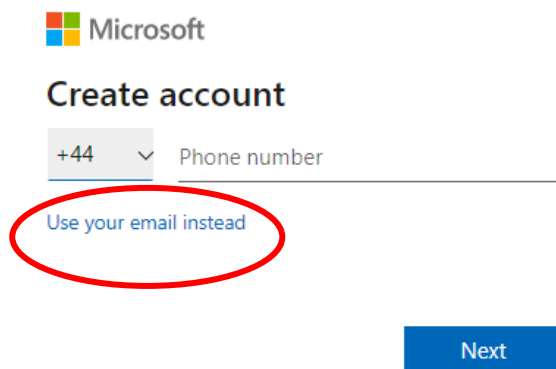 Microsoft
Create account
+44 Phone number
Use your email instead
Next